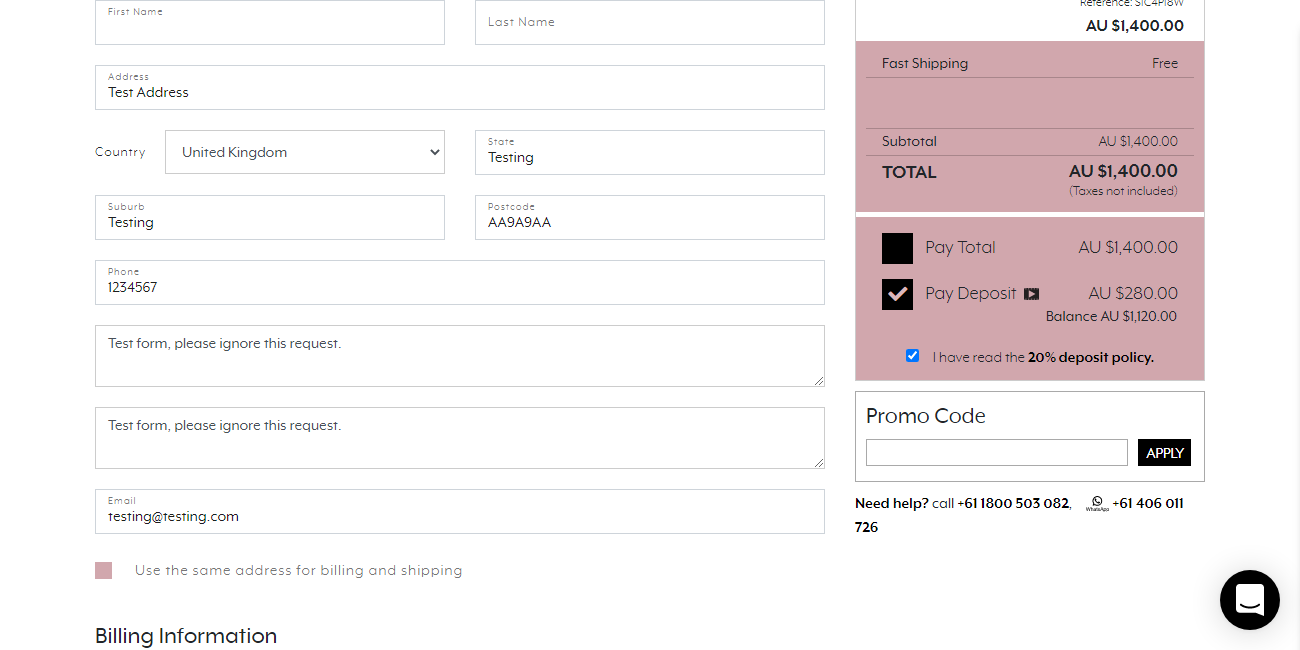 First Name
Last Name
Address
Test Address
Country
United Kingdom
State
Testing
Suburb
Testing
Postcode
AA9A9AA
Phone
1234567
Test form, please ignore this request.
Test form, please ignore this request.
Email
testing@testing.com
Use the same address for billing and shipping
Billing Information
Reference:
AU $1,400.00
Fast Shipping Free
Subtotal AU $1,400.00
TOTAL AU $1,400.00
(Taxes not included)
Pay Total AU $1,400.00
Pay Deposit AU $280.00
Balance AU $1,120.00
I have read the 20% deposit policy.
Promo Code
APPLY
Need help? call +61 1800 503 082, WhatsApp +61 406 011
726